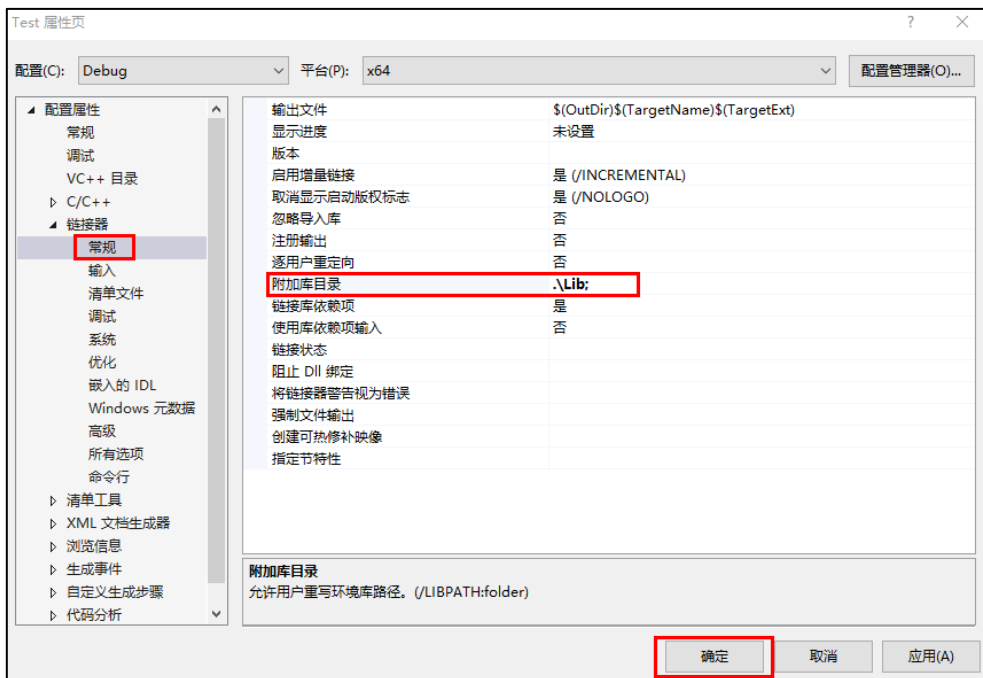 Test 属性页
配置(C): Debug 平台(P): x64 配置管理器(O)...
配置属性
常规
调试
VC++ 目录
C/C++
链接器
常规
输入
清单文件
调试
系统
优化
嵌入的 IDL
Windows 元数据
高级
所有选项
命令行
清单工具
XML 文档生成器
浏览信息
生成事件
自定义生成步骤
代码分析
输出文件 $(OutDir)$(TargetName)$(TargetExt)
显示进度 未设置
版本
启用增量链接 是 (/INCREMENTAL)
取消显示启动版权标志 是 (/NOLOGO)
忽略导入库 否
注册输出 否
逐用户重定向 否
附加库目录 .\Lib;
链接库依赖项 是
使用库依赖项输入 否
链接状态
阻止 Dll 绑定
将链接器警告视为错误
强制文件输出
创建可热修补映像
指定节特性
附加库目录
允许用户重写环境库路径。(/LIBPATH:folder)
确定 取消 应用(A)